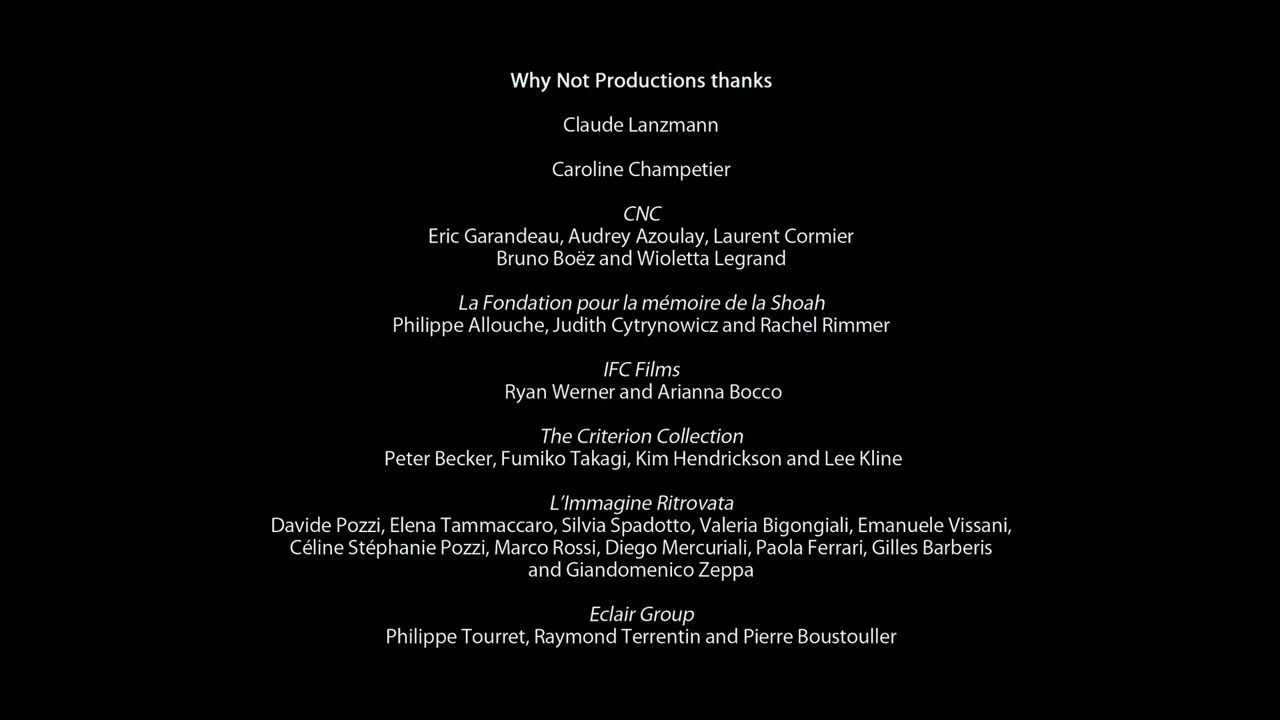 Why Not Productions thanks
Claude Lanzmann
Caroline Champetier
CNC
Eric Garandeau, Audrey Azoulay, Laurent Cormier
Bruno Boëz and Wioletta Legrand
La Fondation pour la mémoire de la Shoah
Philippe Allouche, Judith Cytrynowicz and Rachel Rimmer
IFC Films
Ryan Werner and Arianna Bocco
The Criterion Collection
Peter Becker, Fumiko Takagi, Kim Hendrickson and Lee Kline
L’Immagine Ritrovata
Davide Pozzi, Elena Tammaccaro, Silvia Spadotto, Valeria Bigongiali, Emanuele Vissani,
Céline Stéphanie Pozzi, Marco Rossi, Diego Mercuriali, Paola Ferrari, Gilles Barberis
and Giandomenico Zeppa
Eclair Group
Philippe Tourret, Raymond Terrentin and Pierre Boustouller